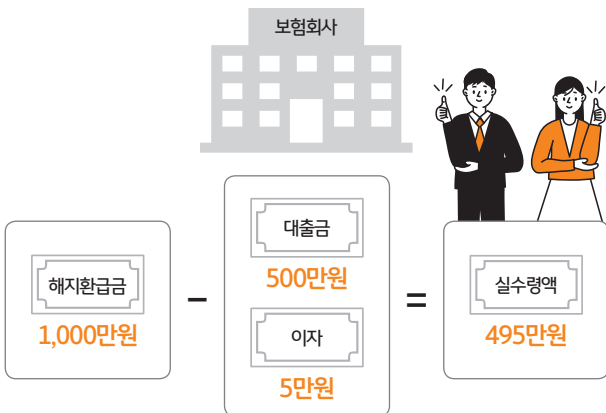 보험회사
해지환급금
1,000만원
-
대출금
500만원
이자
5만원
=
실수령액
495만원